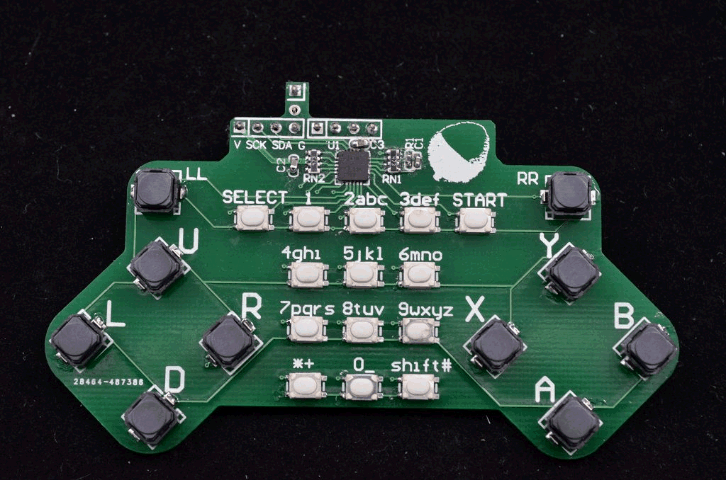 V SCK SDA G U1 C3
C2 RN2 RN1
LL RR
SELECT 1 2abc 3def START
U 4ghi 5jkl 6mno Y
L R 7pqrs 8tuv 9wxyz X B
D *+ 0_ shift# A
28464-487388